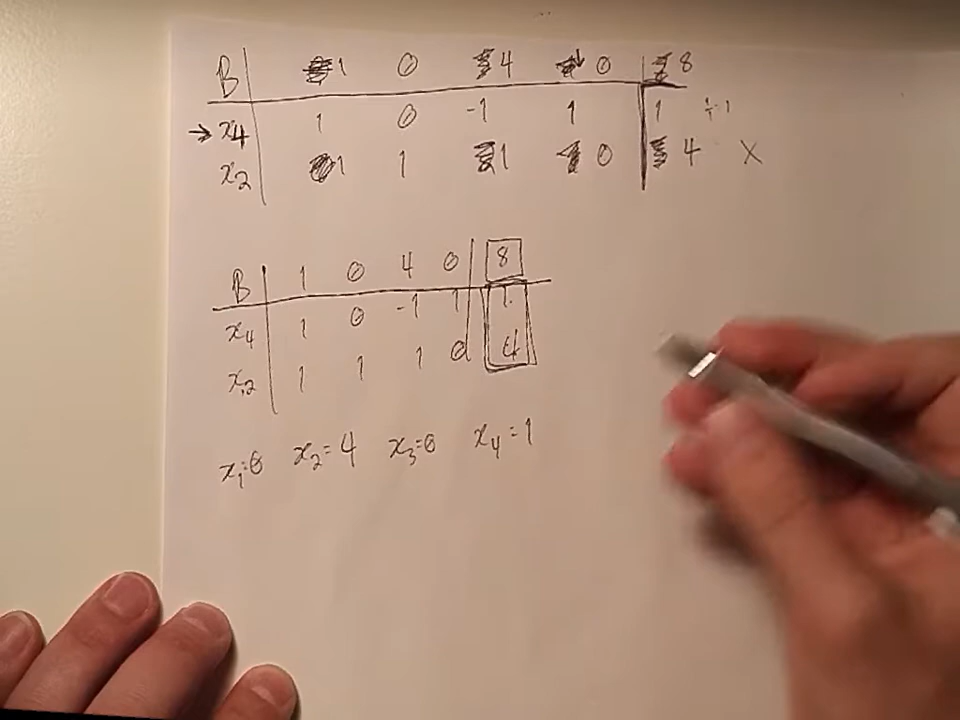 B 1 0 4 0 8
→ x4 1 0 -1 1 1 ÷1
x2 1 1 1 0 4 X
B 1 0 4 0 8
x4 1 0 -1 1 1
x2 1 1 1 0 4
x1=0 x2=4 x3=0 x4=1